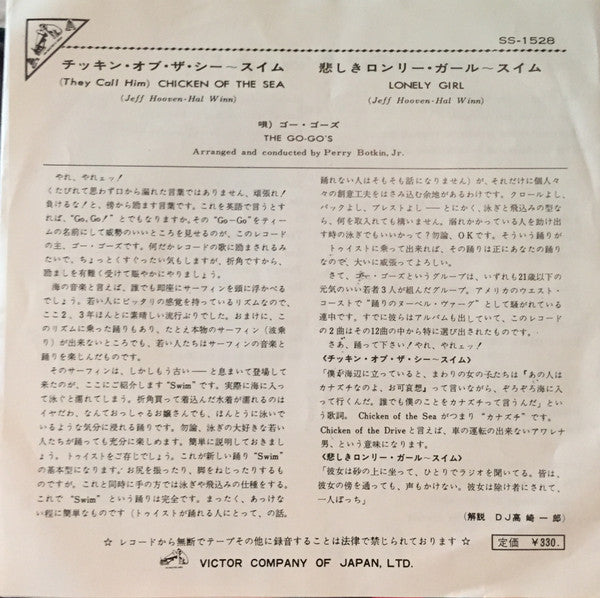 SS-1528
チッキン・オブ・ザ・シー～スイム
(They Call Him) CHICKEN OF THE SEA
(Jeff Hooven-Hal Winn)
悲しきロンリー・ガール～スイム
LONELY GIRL
(Jeff Hooven-Hal Winn)
唄）ゴー・ゴーズ
THE GO-GO'S
Arranged and conducted by Perry Botkin, Jr.
やれ、やれェッ！
くたびれて思わず口から漏れた言葉ではありません、頑張れ！
負けるな！と、傍から励ます言葉です。これを英語で言うとす
れば、“Go, Go!” とでもなりますか。その “Go—Go”をティー
ムの名前にして威勢のいいところを見せるのが、このレコード
の主、ゴー・ゴーズです。何だかレコードの歌に励まされるみ
たいで、ちょっとくすぐったい気もしますが、折角ですから、
励ましを有難く受けて賑やかにやりましょう。
海の音楽と言えば、誰でも即座にサーフィンを頭に浮かべる
でしょう。若い人にピッタリの感覚を持っているリズムなので、
ここ2、3年ほんとに素晴しい流行ぶりでした。おまけに、こ
のリズムに乗った踊りもあり、たとえ本物のサーフィン（波乗
り）が出来ないところでも、若い人たちはサーフィンの音楽と
踊りを楽しんだものです。
そのサーフィンは、しかしもう古い——と息まいて登場して
来たのが、ここにご紹介します “Swim” です。実際に海に入っ
て泳ぐと濡れてしまう。折角買って着込んだ水着が濡れるのは
イヤだわ、なんておっしゃるお嬢さんでも、ほんとうに泳いで
いるような気分に浸れる踊りです。勿論、泳ぎの大好きな若い
人たちが踊っても充分に楽しめます。簡単に説明しておきまし
ょう。トゥイストをご存じでしょう。これが新しい踊り “Swim”
の基本型になります。お尻を振ったり、脚をねじったりするも
のですが、これと同時に手の方では泳ぎや飛込みの仕種をする。
これで “Swim” という踊りは完全です。まったく、あっけな
い程に簡単なものです（トゥイストが踊れる人にとって、の話。
踊れない人はそもそも話になりません）が、それだけに個人人
々の創意工夫をはさみ込む余地があるわけです。クロールよし、
バックよし、ブレストよし——とにかく、泳ぎと飛込みの型な
ら、何を取入れても構いません。溺れかかっている人を助け出
す時の泳ぎでもいいかって？勿論、OKです。そういう踊り
がトゥイストに乗って出来れば、その踊りは正にあなたの踊り
なので、大いに威張ってよろしい。
さて、ゴー・ゴーズというグループは、いずれも21歳以下の
元気のいい若者3人が組んだグループ。アメリカのウエスト・
コーストで “踊りのヌーベル・ヴァーグ” として騒がれている
連中です。すでに彼らはアルバムも出していて、このレコード
の2曲はその12曲の中から特に選び出されたものです。
さあ、踊って下さい！やれ、やれェッ！
〈チッキン・オブ・ザ・シー～スイム〉
「僕が海辺に立っていると、まわりの女の子たちは『あの人は
カナズチなのよ、お可哀想』って言いながら、ぞろぞろ海に入
って行くんだ。誰でも僕のことをカナズチって言うんだ」とい
う歌詞。Chicken of the Sea がつまり “カナズチ” です。
Chicken of the Drive と言えば、車の運転の出来ないアワレナ
男、という意味になります。
〈悲しきロンリー・ガール～スイム〉
「彼女は砂の上に坐って、ひとりでラジオを聞いてる。皆は、
彼女の傍を通っても、声もかけない。彼女は除け者にされて、
一人ぼっち」
（解説 DJ高崎一郎）
☆ レコードから無断でテープその他に録音することは法律で禁じられております ☆
定価 ¥330.
VICTOR COMPANY OF JAPAN, LTD.